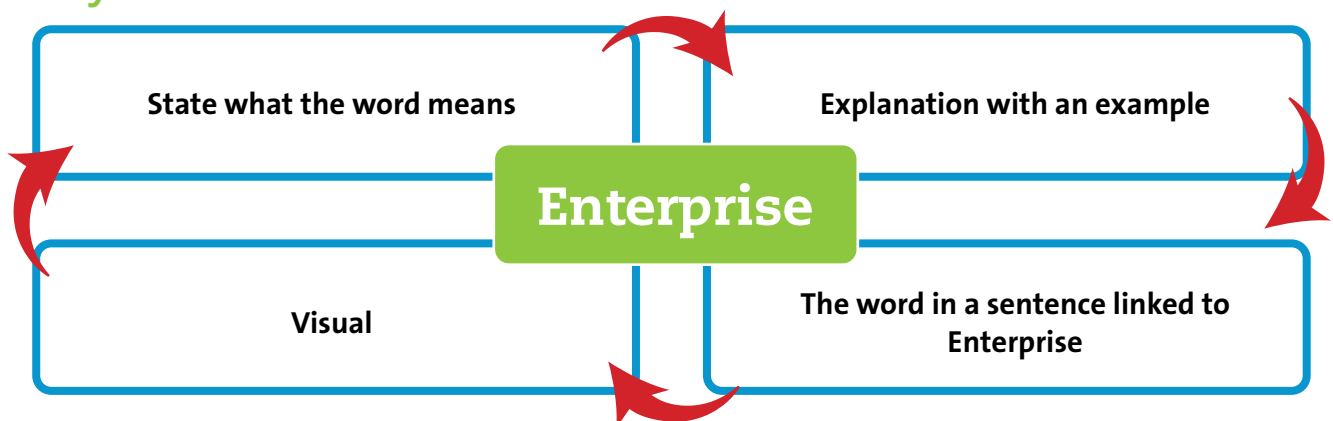 State what the word means
Explanation with an example
Enterprise
Visual
The word in a sentence linked to
Enterprise